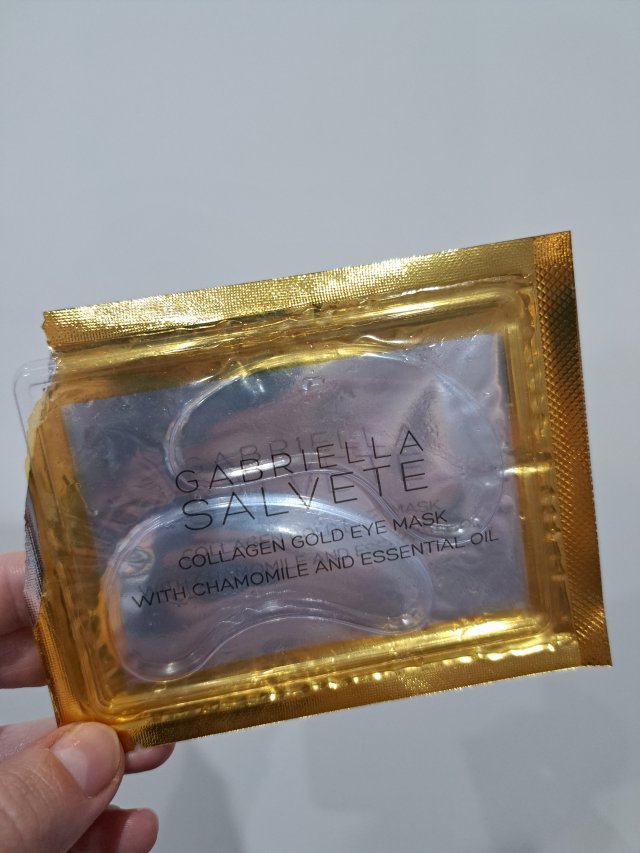 GABRIELLA
SALVETE
COLLAGEN GOLD EYE MASK
WITH CHAMOMILE AND ESSENTIAL OIL